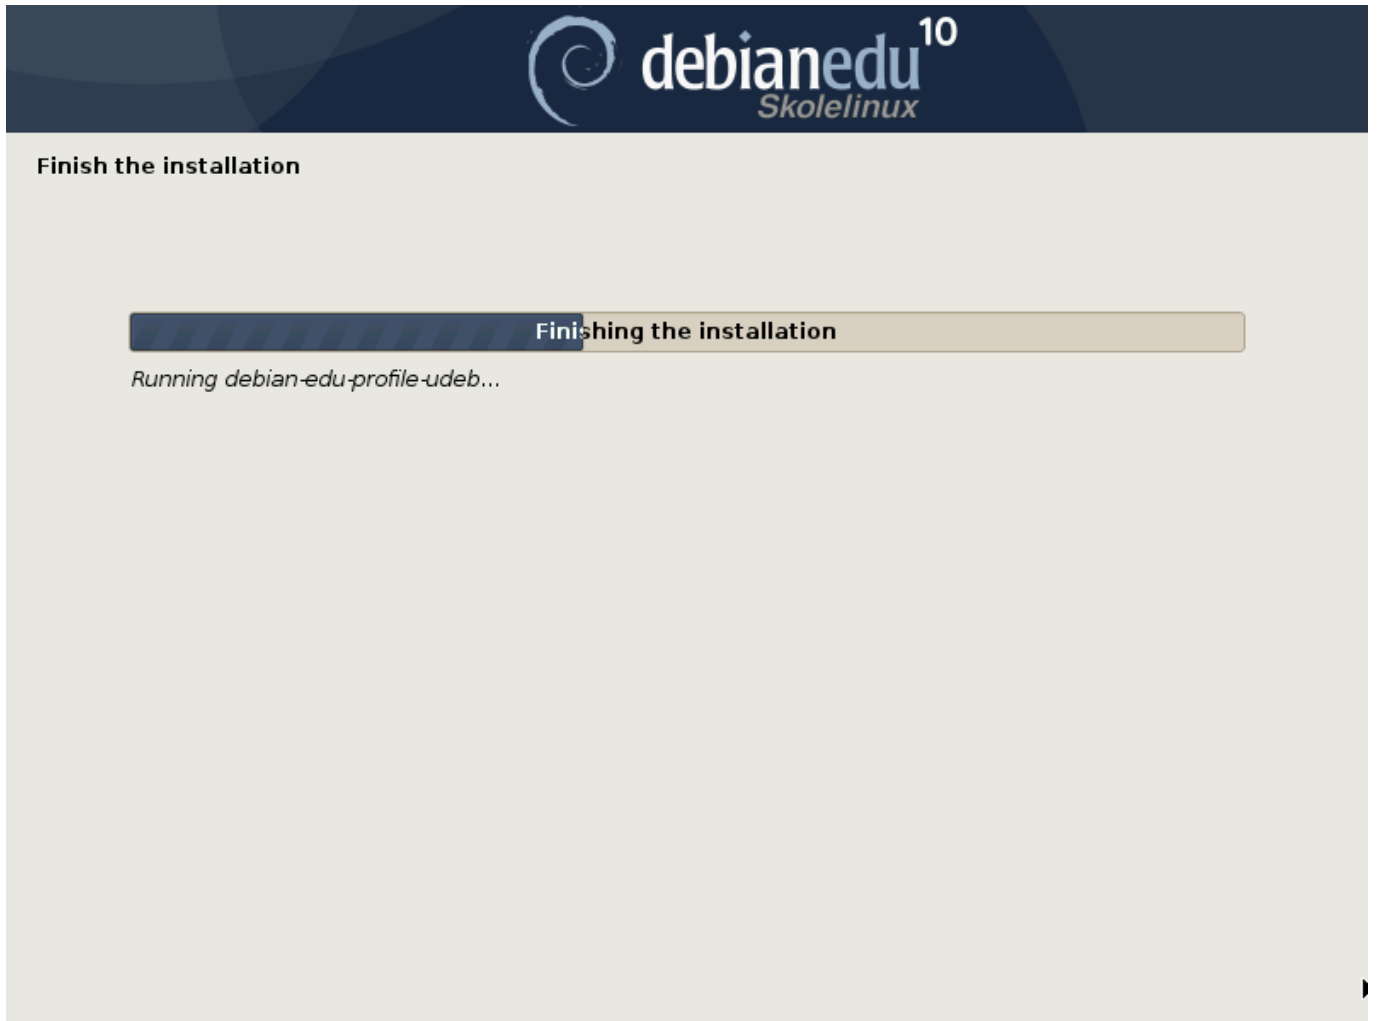 debianedu 10
Skolelinux
Finish the installation
Finishing the installation
Running debian-edu-profile-udeb...